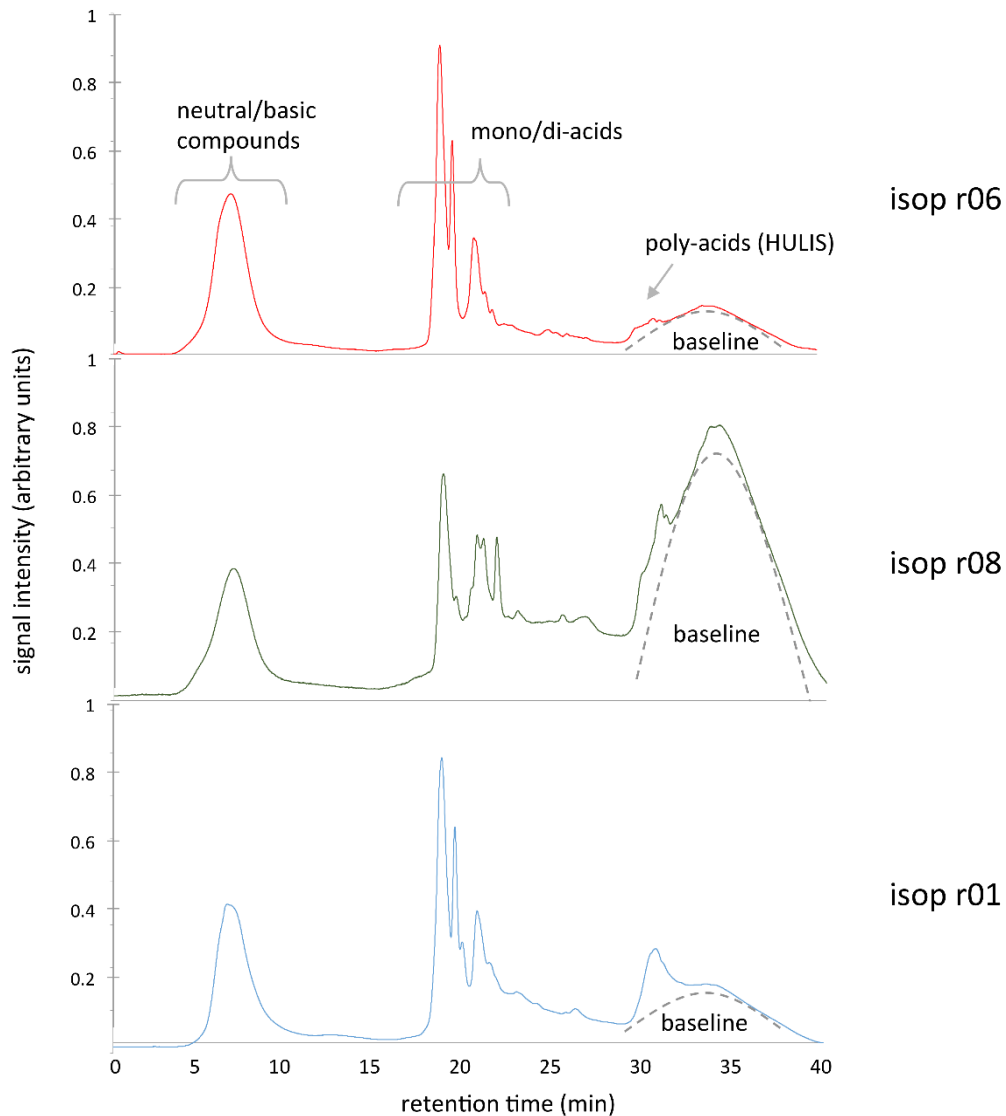 1
0.8
0.6
0.4
0.2
neutral/basic
compounds
mono/di-acids
poly-acids (HULIS)
baseline
isop r06
1
0.8
0.6
0.4
0.2
baseline
isop r08
1
0.8
0.6
0.4
0.2
baseline
isop r01
0 5 10 15 20 25 30 35 40
retention time (min)
signal intensity (arbitrary units)